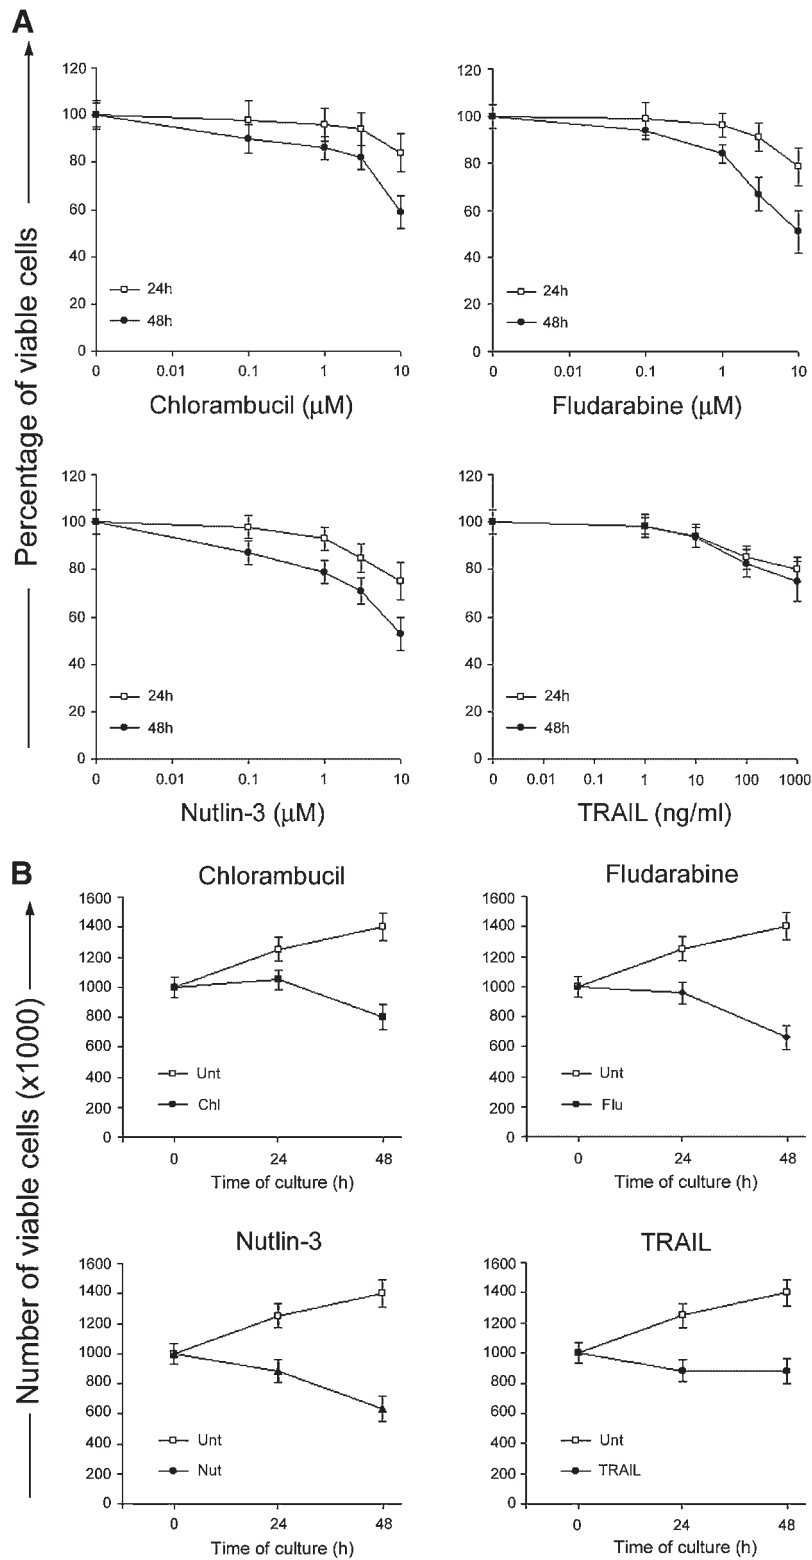 A
Percentage of viable cells
120
100
80
60
40
20
0
24h
48h
0 0.01 0.1 1 10
Chlorambucil (μM)
120
100
80
60
40
20
0
24h
48h
0 0.01 0.1 1 10
Fludarabine (μM)
120
100
80
60
40
20
0
24h
48h
0 0.01 0.1 1 10
Nutlin-3 (μM)
120
100
80
60
40
20
0
24h
48h
0 0.01 0.1 1 10 100 1000
TRAIL (ng/ml)
B
Number of viable cells (x1000)
Chlorambucil
1600
1400
1200
1000
800
600
400
200
0
Unt
Chl
0 24 48
Time of culture (h)
Fludarabine
1600
1400
1200
1000
800
600
400
200
0
Unt
Flu
0 24 48
Time of culture (h)
Nutlin-3
1600
1400
1200
1000
800
600
400
200
0
Unt
Nut
0 24 48
Time of culture (h)
TRAIL
1600
1400
1200
1000
800
600
400
200
0
Unt
TRAIL
0 24 48
Time of culture (h)